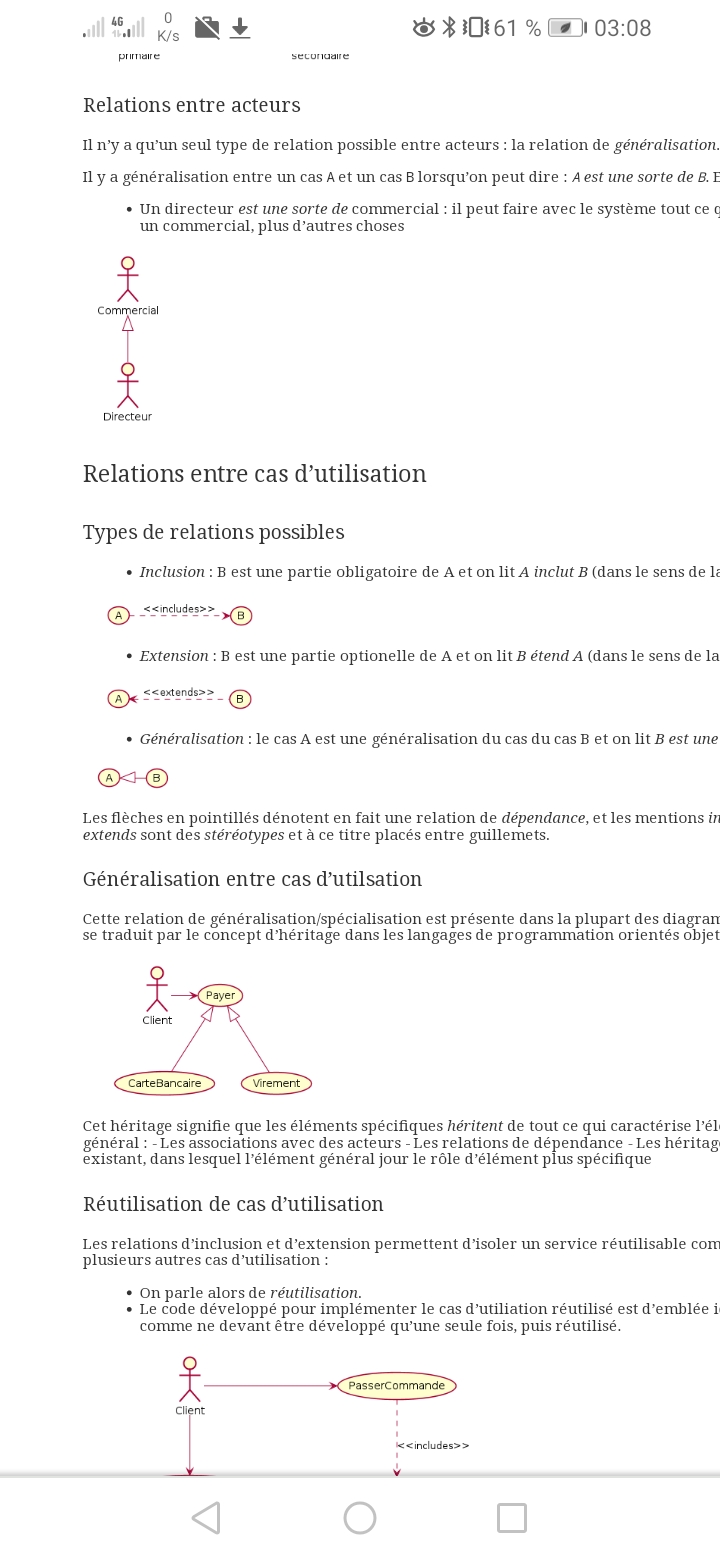 4G 0 K/s 61 % 03:08
primaire secondaire
Relations entre acteurs
Il n'y a qu'un seul type de relation possible entre acteurs : la relation de généralisation.
Il y a généralisation entre un cas A et un cas B lorsqu'on peut dire : A est une sorte de B. E
• Un directeur est une sorte de commercial : il peut faire avec le système tout ce q
un commercial, plus d'autres choses
Commercial
Directeur
Relations entre cas d'utilisation
Types de relations possibles
• Inclusion : B est une partie obligatoire de A et on lit A inclut B (dans le sens de la
A <<includes>> B
• Extension : B est une partie optionelle de A et on lit B étend A (dans le sens de la
A <<extends>> B
• Généralisation : le cas A est une généralisation du cas du cas B et on lit B est une
A B
Les flèches en pointillés dénotent en fait une relation de dépendance, et les mentions in
extends sont des stéréotypes et à ce titre placés entre guillemets.
Généralisation entre cas d'utilsation
Cette relation de généralisation/spécialisation est présente dans la plupart des diagram
se traduit par le concept d'héritage dans les langages de programmation orientés objet
Payer
Client
CarteBancaire Virement
Cet héritage signifie que les éléments spécifiques héritent de tout ce qui caractérise l'él
général : - Les associations avec des acteurs - Les relations de dépendance - Les héritag
existant, dans lesquel l'élément général jour le rôle d'élément plus spécifique
Réutilisation de cas d'utilisation
Les relations d'inclusion et d'extension permettent d'isoler un service réutilisable com
plusieurs autres cas d'utilisation :
• On parle alors de réutilisation.
• Le code développé pour implémenter le cas d'utiliation réutilisé est d'emblée i
comme ne devant être développé qu'une seule fois, puis réutilisé.
PasserCommande
Client
<<includes>>